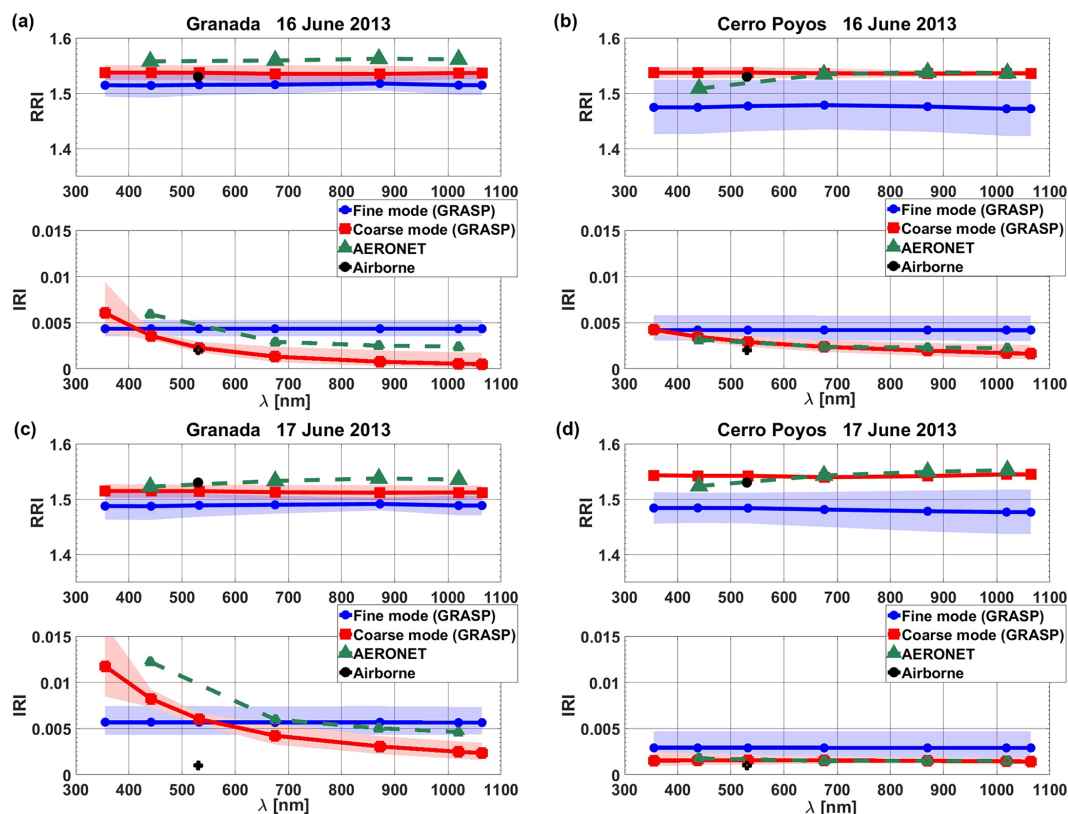 (a)
Granada 16 June 2013
1.6
1.5
1.4
RRI
300 400 500 600 700 800 900 1000 1100
Fine mode (GRASP)
Coarse mode (GRASP)
AERONET
Airborne
0.015
0.01
0.005
0
IRI
300 400 500 600 700 800 900 1000 1100
λ [nm]
(b)
Cerro Poyos 16 June 2013
1.6
1.5
1.4
RRI
300 400 500 600 700 800 900 1000 1100
Fine mode (GRASP)
Coarse mode (GRASP)
AERONET
Airborne
0.015
0.01
0.005
0
IRI
300 400 500 600 700 800 900 1000 1100
λ [nm]
(c)
Granada 17 June 2013
1.6
1.5
1.4
RRI
300 400 500 600 700 800 900 1000 1100
Fine mode (GRASP)
Coarse mode (GRASP)
AERONET
Airborne
0.015
0.01
0.005
0
IRI
300 400 500 600 700 800 900 1000 1100
λ [nm]
(d)
Cerro Poyos 17 June 2013
1.6
1.5
1.4
RRI
300 400 500 600 700 800 900 1000 1100
Fine mode (GRASP)
Coarse mode (GRASP)
AERONET
Airborne
0.015
0.01
0.005
0
IRI
300 400 500 600 700 800 900 1000 1100
λ [nm]